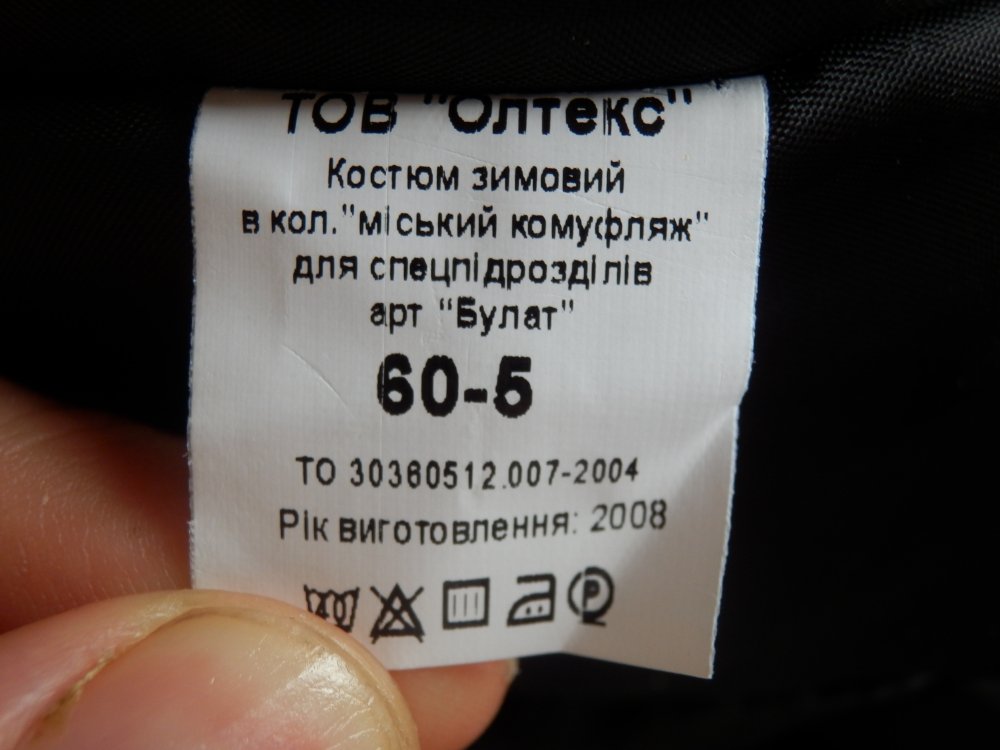 ТОВ "Олтекс"
Костюм зимовий
в кол."міський комуфляж"
для спецпідрозділів
арт "Булат"
60-5
ТО 30360512.007-2004
Рік виготовлення: 2008
P